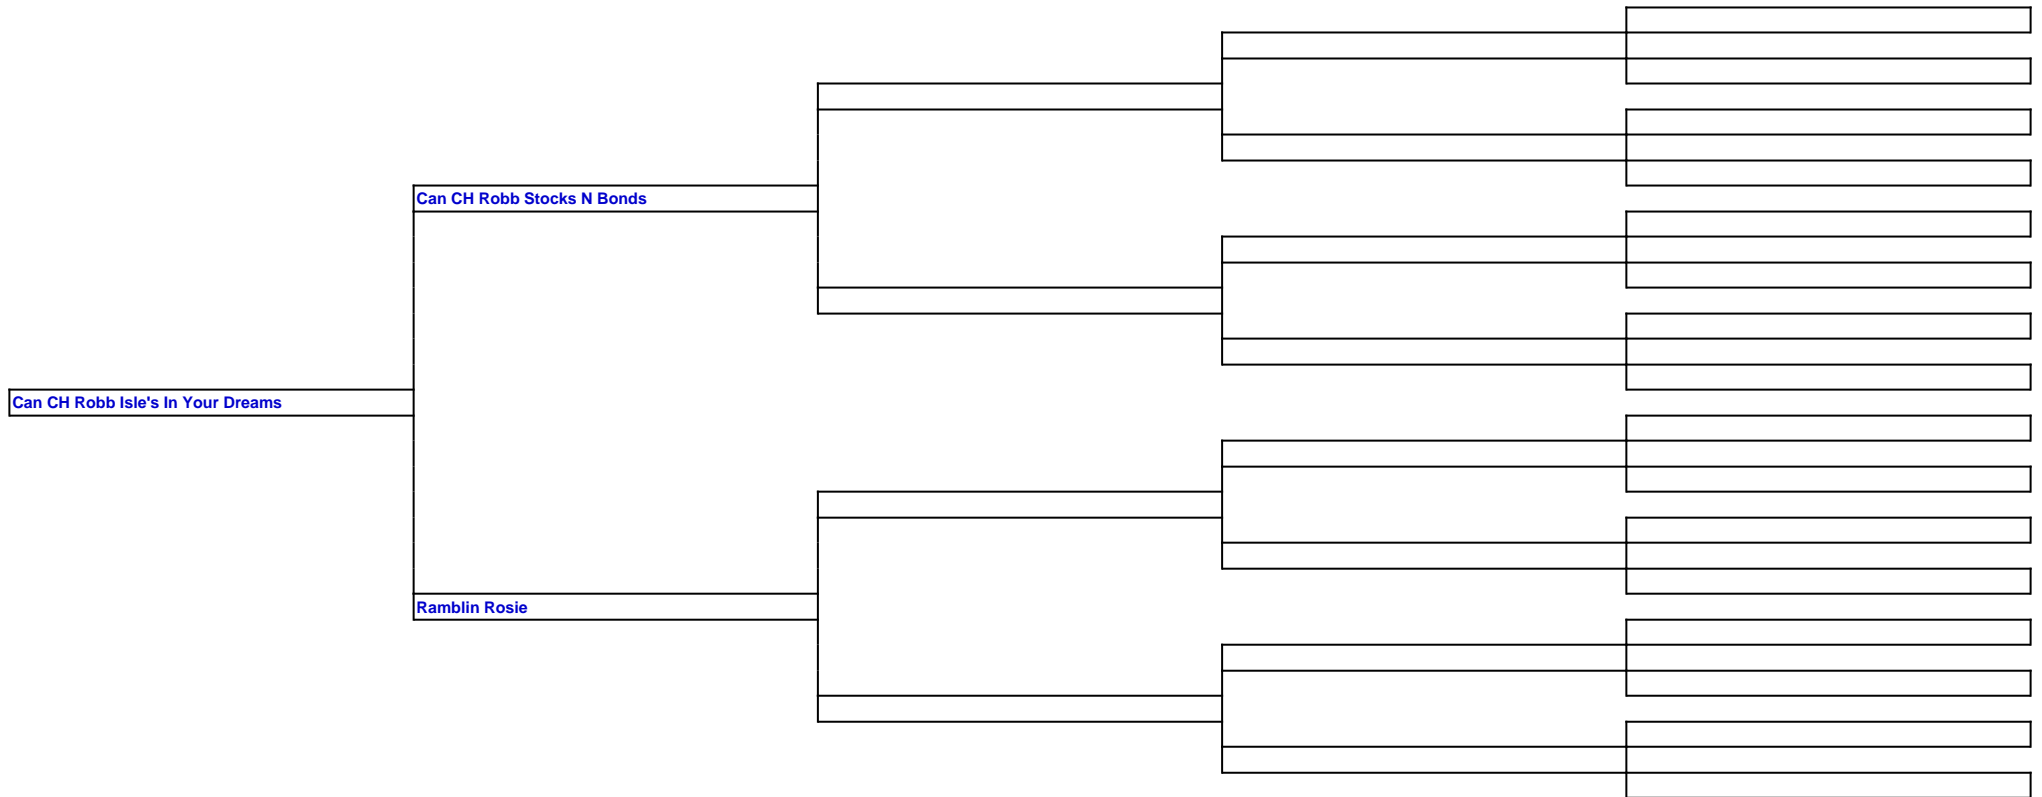 Can CH Robb Stocks N Bonds
Can CH Robb Isle's In Your Dreams
Ramblin Rosie